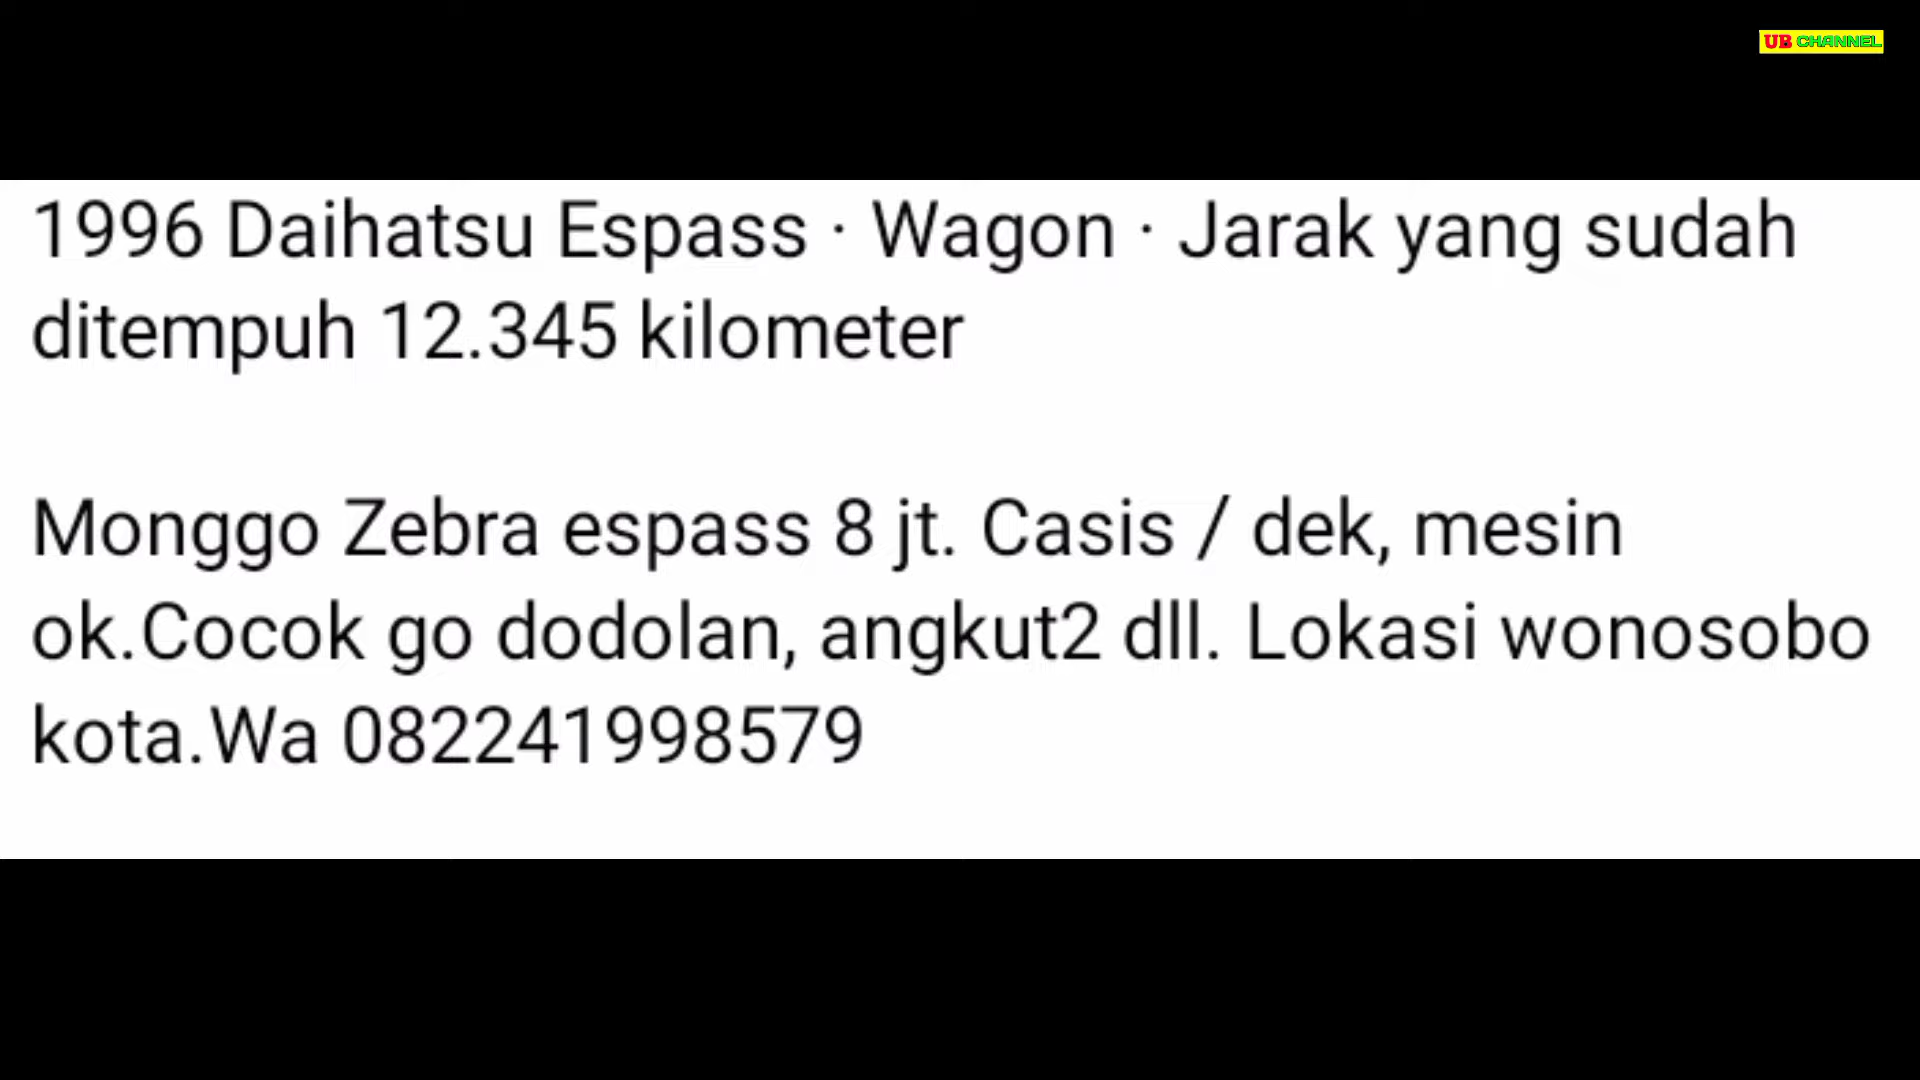 UB CHANNEL
1996 Daihatsu Espass · Wagon · Jarak yang sudah
ditempuh 12.345 kilometer
Monggo Zebra espass 8 jt. Casis / dek, mesin
ok.Cocok go dodolan, angkut2 dll. Lokasi wonosobo
kota.Wa 082241998579